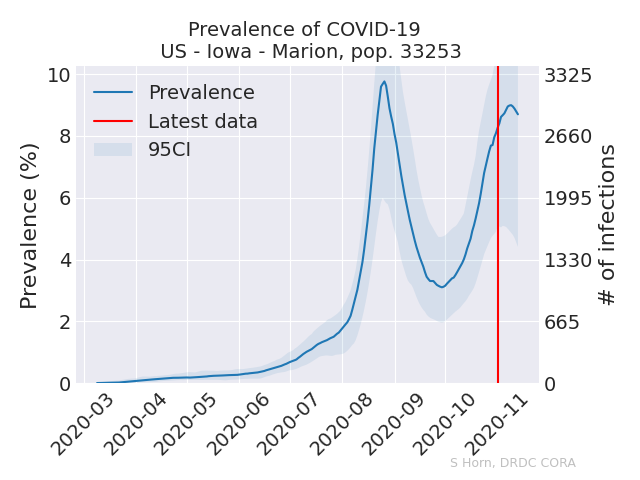 Prevalence of COVID-19
US - Iowa - Marion, pop. 33253
Prevalence
Latest data
95CI
Prevalence (%)
10
8
6
4
2
0
3325
2660
1995
1330
665
0
# of infections
2020-03
2020-04
2020-05
2020-06
2020-07
2020-08
2020-09
2020-10
2020-11
S Horn, DRDC CORA